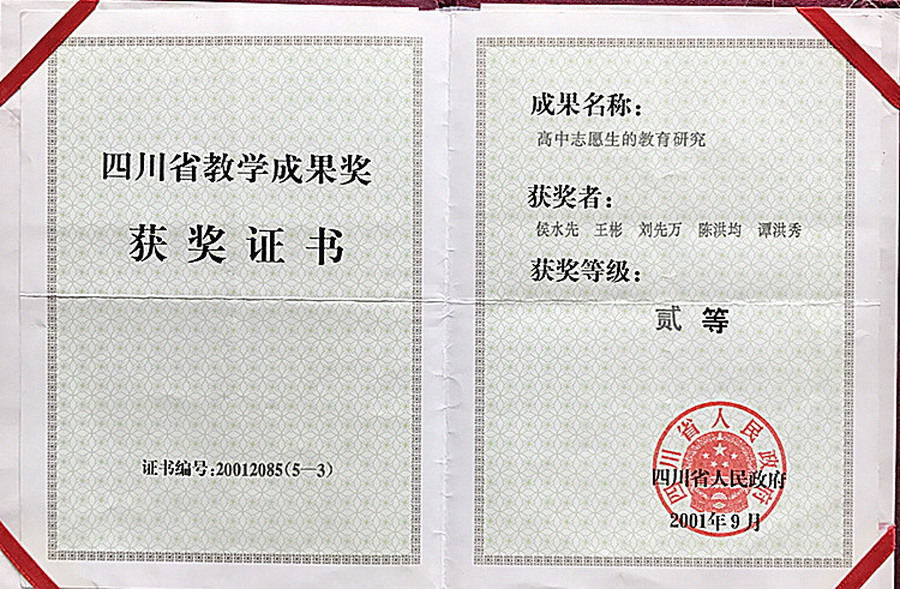 四川省教学成果奖
获奖证书
证书编号:20012085(5—3)
成果名称:
高中志愿生的教育研究
获奖者:
侯水先 王彬 刘先万 陈洪均 谭洪秀
获奖等级:
贰等
四川省人民政府
四川省人民政府
2001年9月